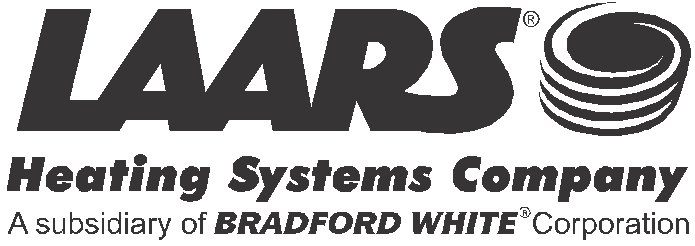 LAARS®
Heating Systems Company
A subsidiary of BRADFORD WHITE® Corporation